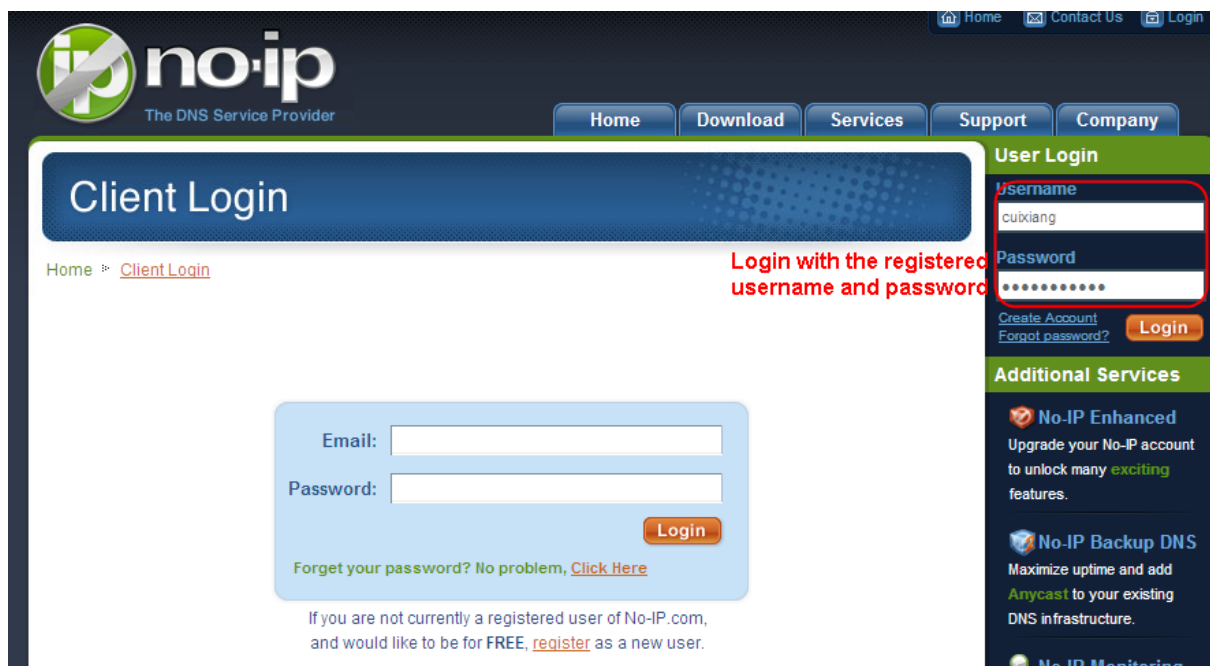 Home Contact Us Login
ip no·ip
The DNS Service Provider
Home Download Services Support Company
Client Login
Home Client Login
Login with the registered
username and password
User Login
Username
cuixiang
Password
•••••••••••
Create Account
Forgot password?
Login
Email:
Password:
Login
Forget your password? No problem, Click Here
If you are not currently a registered user of No-IP.com,
and would like to be for FREE, register as a new user.
Additional Services
No-IP Enhanced
Upgrade your No-IP account
to unlock many exciting
features.
No-IP Backup DNS
Maximize uptime and add
Anycast to your existing
DNS infrastructure.
No-IP Monitoring